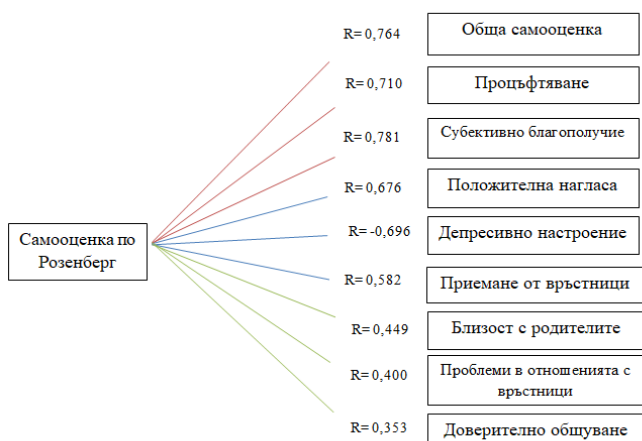 Самооценка по
Розенберг
R= 0,764
Обща самооценка
R= 0,710
Процъфтяване
R= 0,781
Субективно благополучие
R= 0,676
Положителна нагласа
R= -0,696
Депресивно настроение
R= 0,582
Приемане от връстници
R= 0,449
Близост с родителите
R= 0,400
Проблеми в отношенията с
връстници
R= 0,353
Доверително общуване